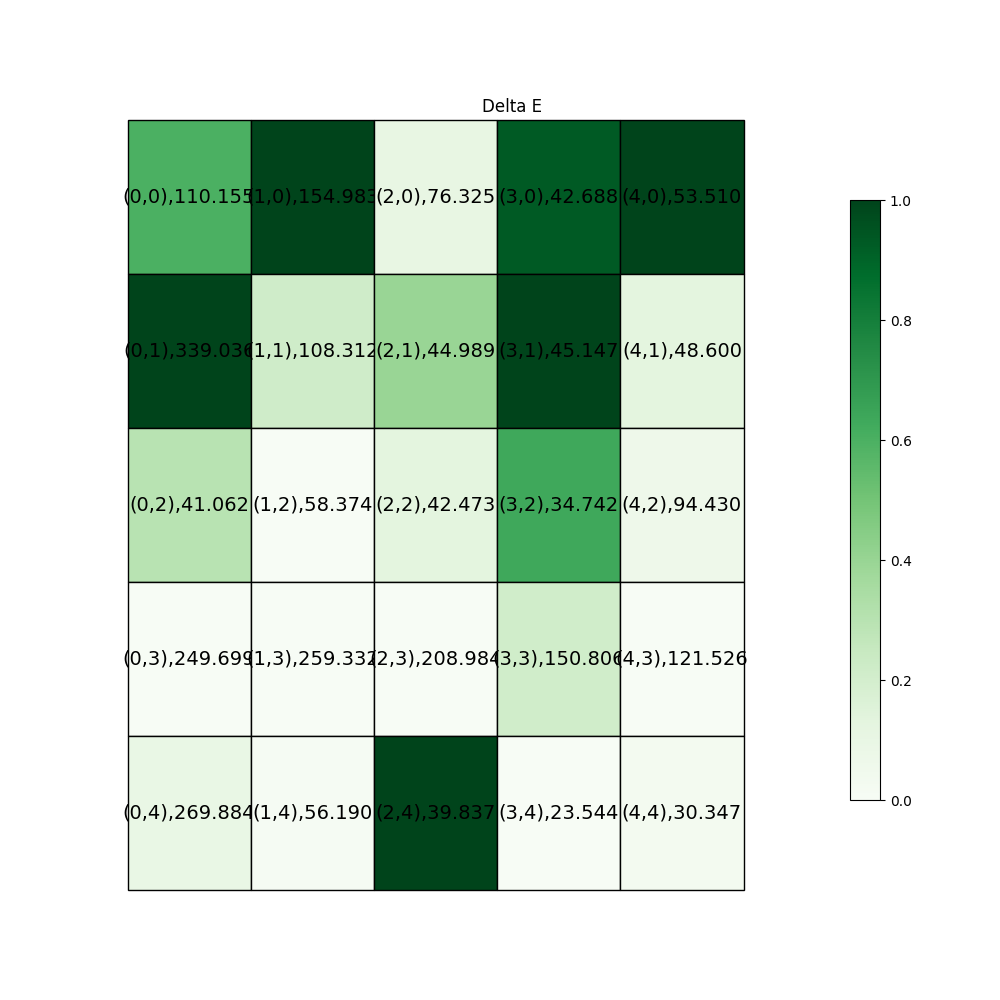 Delta E
(0,0),110.155 (1,0),154.983 (2,0),76.325 (3,0),42.688 (4,0),53.510
(0,1),339.036 (1,1),108.312 (2,1),44.989 (3,1),45.147 (4,1),48.600
(0,2),41.062 (1,2),58.374 (2,2),42.473 (3,2),34.742 (4,2),94.430
(0,3),249.699 (1,3),259.332 (2,3),208.984 (3,3),150.806 (4,3),121.526
(0,4),269.884 (1,4),56.190 (2,4),39.837 (3,4),23.544 (4,4),30.347
1.0
0.8
0.6
0.4
0.2
0.0